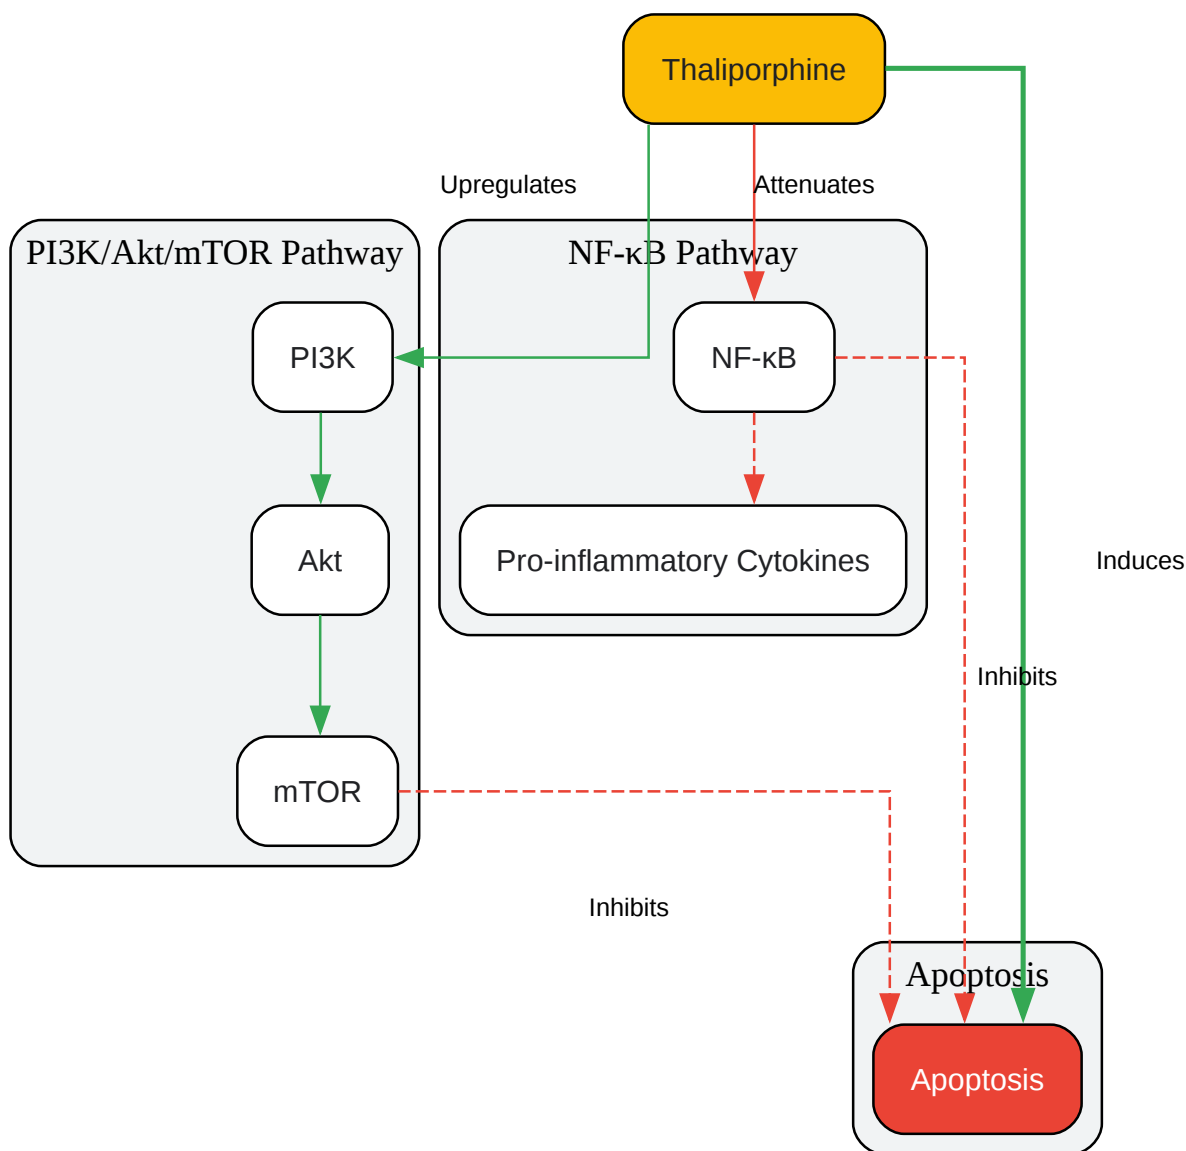 Thaliporphine
Upregulates
Attenuates
PI3K/Akt/mTOR Pathway
NF-κB Pathway
PI3K
NF-κB
Akt
Pro-inflammatory Cytokines
Induces
Inhibits
mTOR
Inhibits
Apoptosis
Apoptosis